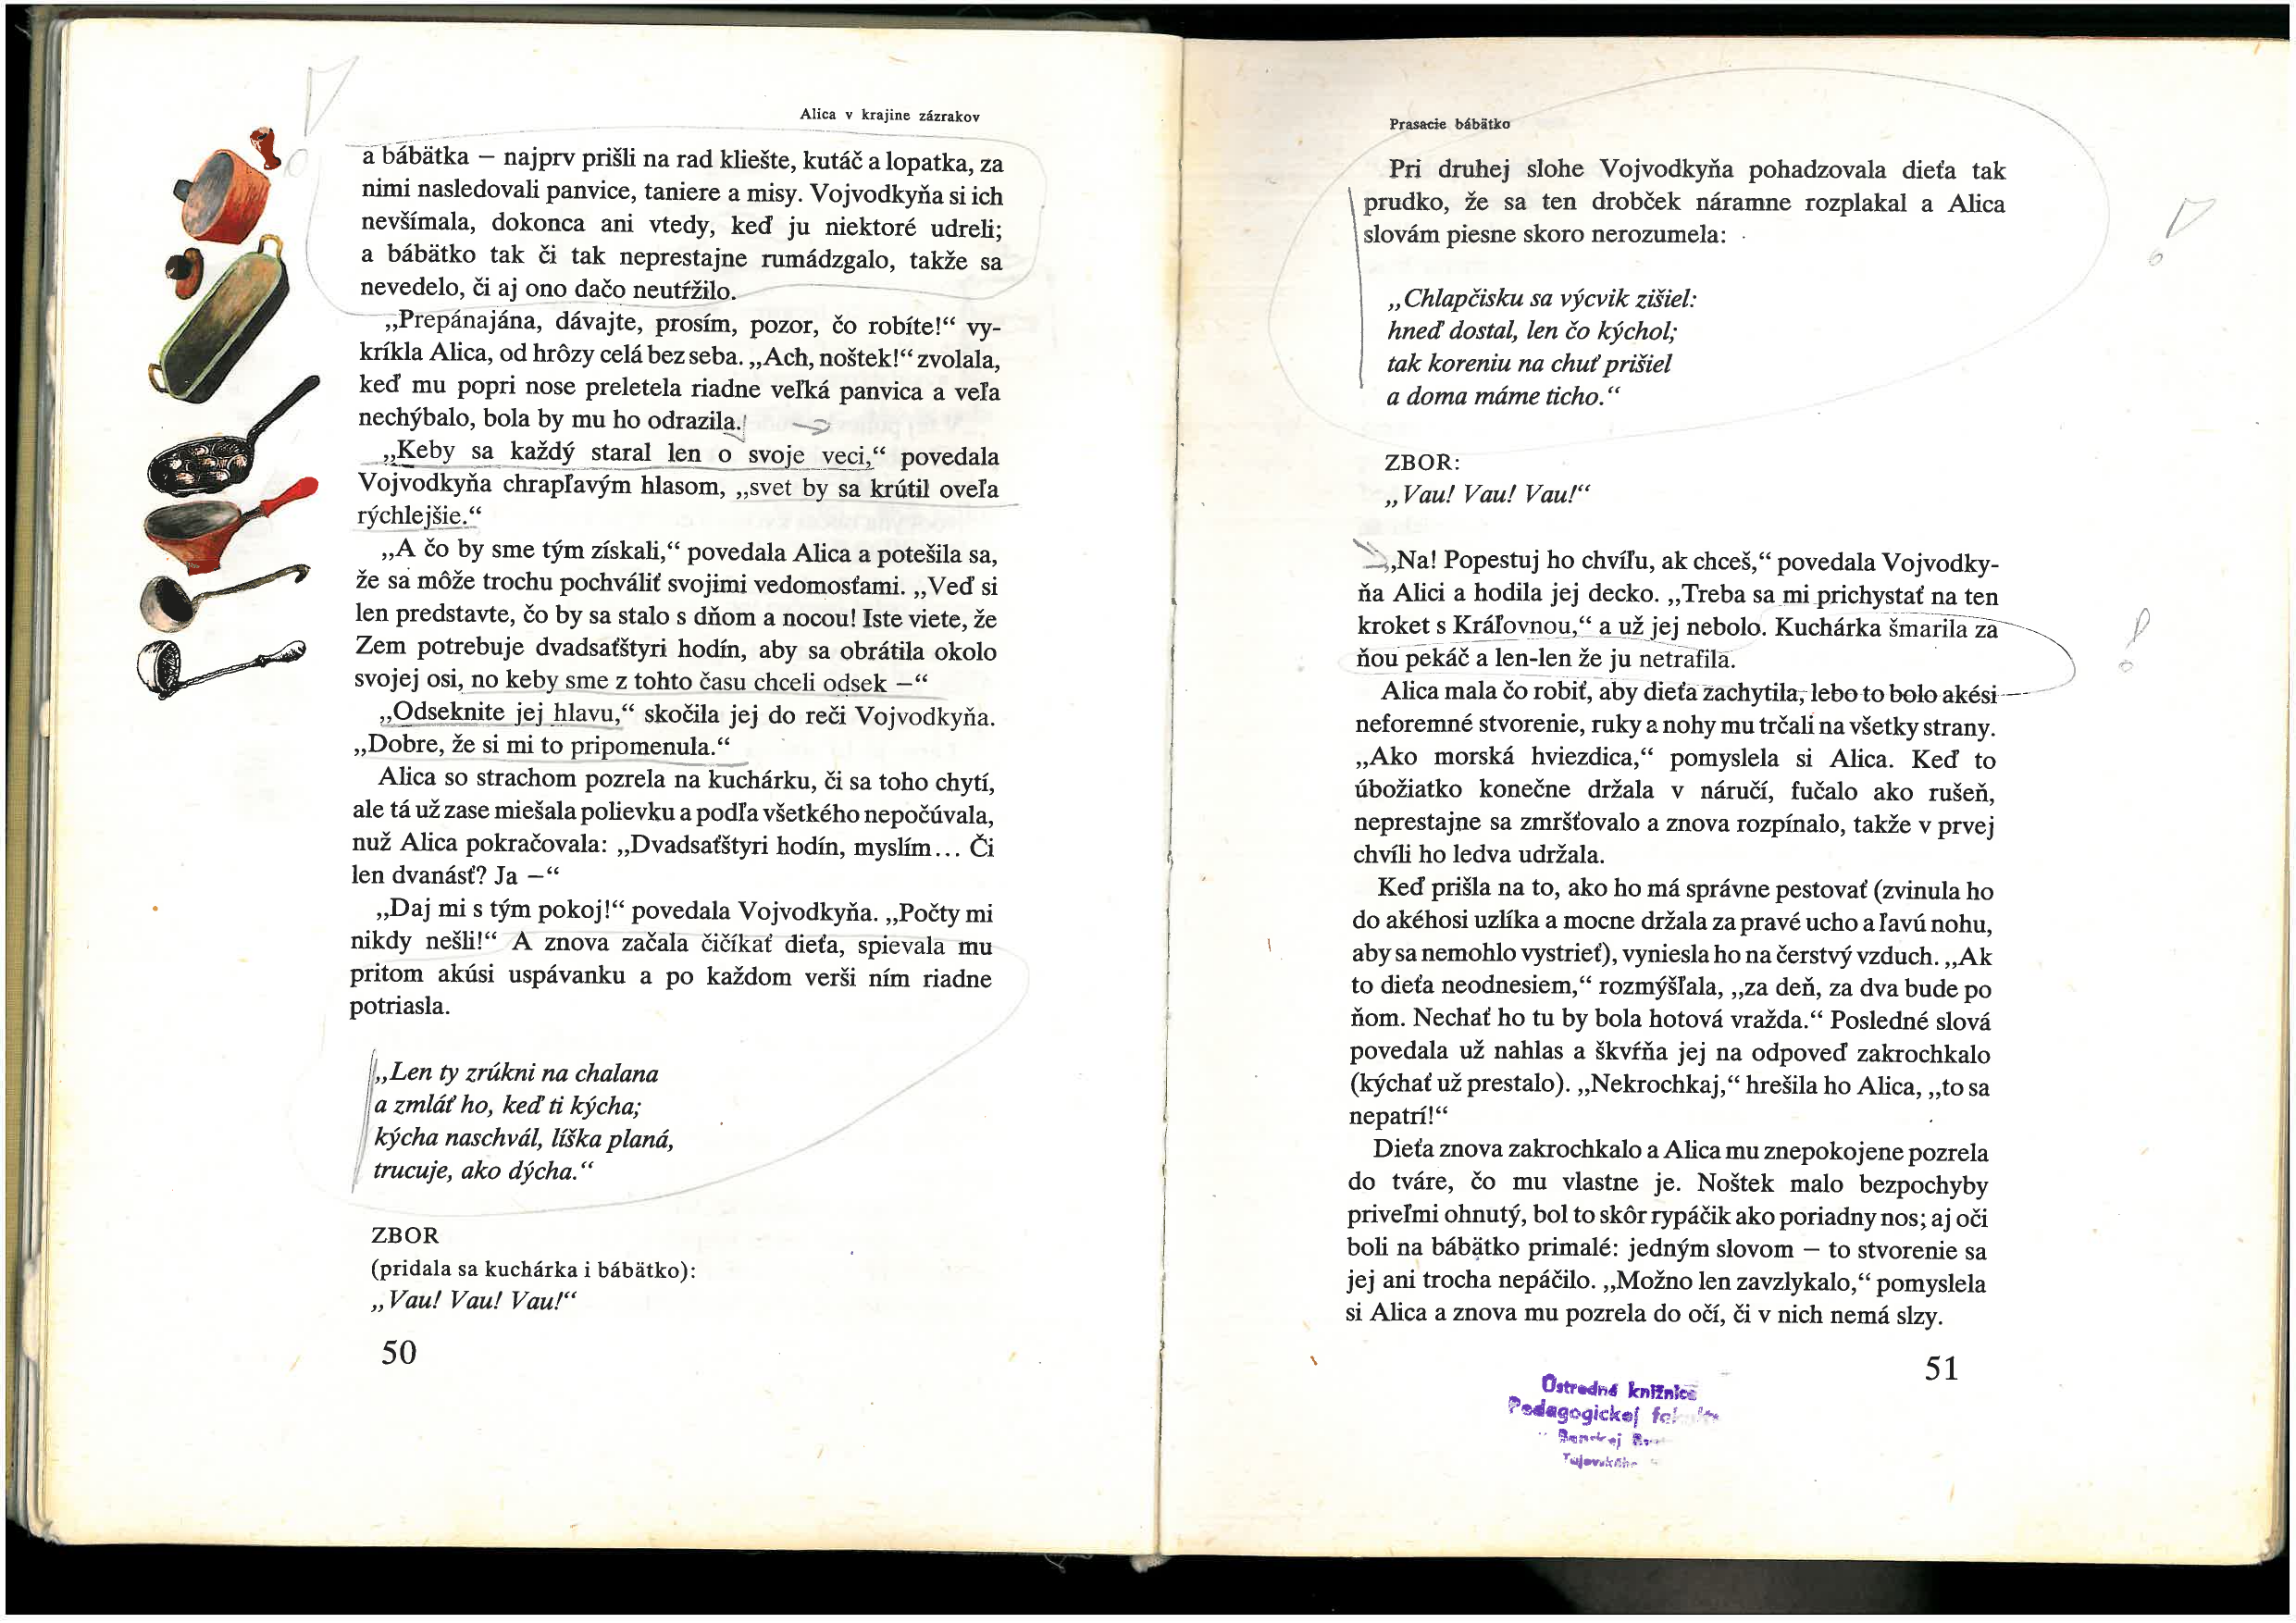 Alica v krajine zázrakov
a bábätka — najprv prišli na rad kliešte, kutáč a lopatka, za
nimi nasledovali panvice, taniere a misy. Vojvodkyňa si ich
nevšímala, dokonca ani vtedy, keď ju niektoré udreli;
a bábätko tak či tak neprestajne rumádzgalo, takže sa
nevedelo, či aj ono dačo neutŕžilo.
„Prepánajána, dávajte, prosím, pozor, čo robíte!“ vy-
kríkla Alica, od hrôzy celá bez seba. „Ach, noštek!“ zvolala,
keď mu popri nose preletela riadne veľká panvica a veľa
nechýbalo, bola by mu ho odrazila.
„Keby sa každý staral len o svoje veci,“ povedala
Vojvodkyňa chrapľavým hlasom, „svet by sa krútil oveľa
rýchlejšie.“
„A čo by sme tým získali,“ povedala Alica a potešila sa,
že sa môže trochu pochváliť svojimi vedomosťami. „Veď si
len predstavte, čo by sa stalo s dňom a nocou! Iste viete, že
Zem potrebuje dvadsaťštyri hodín, aby sa obrátila okolo
svojej osi, no keby sme z tohto času chceli odsek —“
„Odseknite jej hlavu,“ skočila jej do reči Vojvodkyňa.
„Dobre, že si mi to pripomenula.“
Alica so strachom pozrela na kuchárku, či sa toho chytí,
ale tá už zase miešala polievku a podľa všetkého nepočúvala,
nuž Alica pokračovala: „Dvadsaťštyri hodín, myslím... Či
len dvanásť? Ja —“
„Daj mi s tým pokoj!“ povedala Vojvodkyňa. „Počty mi
nikdy nešli!“ A znova začala čičíkať dieťa, spievala mu
pritom akúsi uspávanku a po každom verši ním riadne
potriasla.
„Len ty zrúkni na chalana
a zmláť ho, keď ti kýcha;
kýcha naschvál, líška planá,
trucuje, ako dýcha.“
ZBOR
(pridala sa kuchárka i bábätko):
„Vau! Vau! Vau!“
50
Prasacie bábätko
Pri druhej slohe Vojvodkyňa pohadzovala dieťa tak
prudko, že sa ten drobček náramne rozplakal a Alica
slovám piesne skoro nerozumela:
„Chlapčisku sa výcvik zišiel:
hneď dostal, len čo kýchol;
tak koreniu na chuť prišiel
a doma máme ticho.“
ZBOR:
„Vau! Vau! Vau!“
„Na! Popestuj ho chvíľu, ak chceš,“ povedala Vojvodky-
ňa Alici a hodila jej decko. „Treba sa mi prichystať na ten
kroket s Kráľovnou,“ a už jej nebolo. Kuchárka šmarila za
ňou pekáč a len-len že ju netrafila.
Alica mala čo robiť, aby dieťa zachytila, lebo to bolo akési
neforemné stvorenie, ruky a nohy mu trčali na všetky strany.
„Ako morská hviezdica,“ pomyslela si Alica. Keď to
úbožiatko konečne držala v náručí, fučalo ako rušeň,
neprestajne sa zmršťovalo a znova rozpínalo, takže v prvej
chvíli ho ledva udržala.
Keď prišla na to, ako ho má správne pestovať (zvinula ho
do akéhosi uzlíka a mocne držala za pravé ucho a ľavú nohu,
aby sa nemohlo vystrieť), vyniesla ho na čerstvý vzduch. „Ak
to dieťa neodnesiem,“ rozmýšľala, „za deň, za dva bude po
ňom. Nechať ho tu by bola hotová vražda.“ Posledné slová
povedala už nahlas a škvŕňa jej na odpoveď zakrochkalo
(kýchať už prestalo). „Nekrochkaj,“ hrešila ho Alica, „to sa
nepatrí!“
Dieťa znova zakrochkalo a Alica mu znepokojene pozrela
do tváre, čo mu vlastne je. Noštek malo bezpochyby
priveľmi ohnutý, bol to skôr rypáčik ako poriadny nos; aj oči
boli na bábätko primalé: jedným slovom — to stvorenie sa
jej ani trocha nepáčilo. „Možno len zavzlykalo,“ pomyslela
si Alica a znova mu pozrela do očí, či v nich nemá slzy.
51
Ústredná knižnica
Pedagogickej